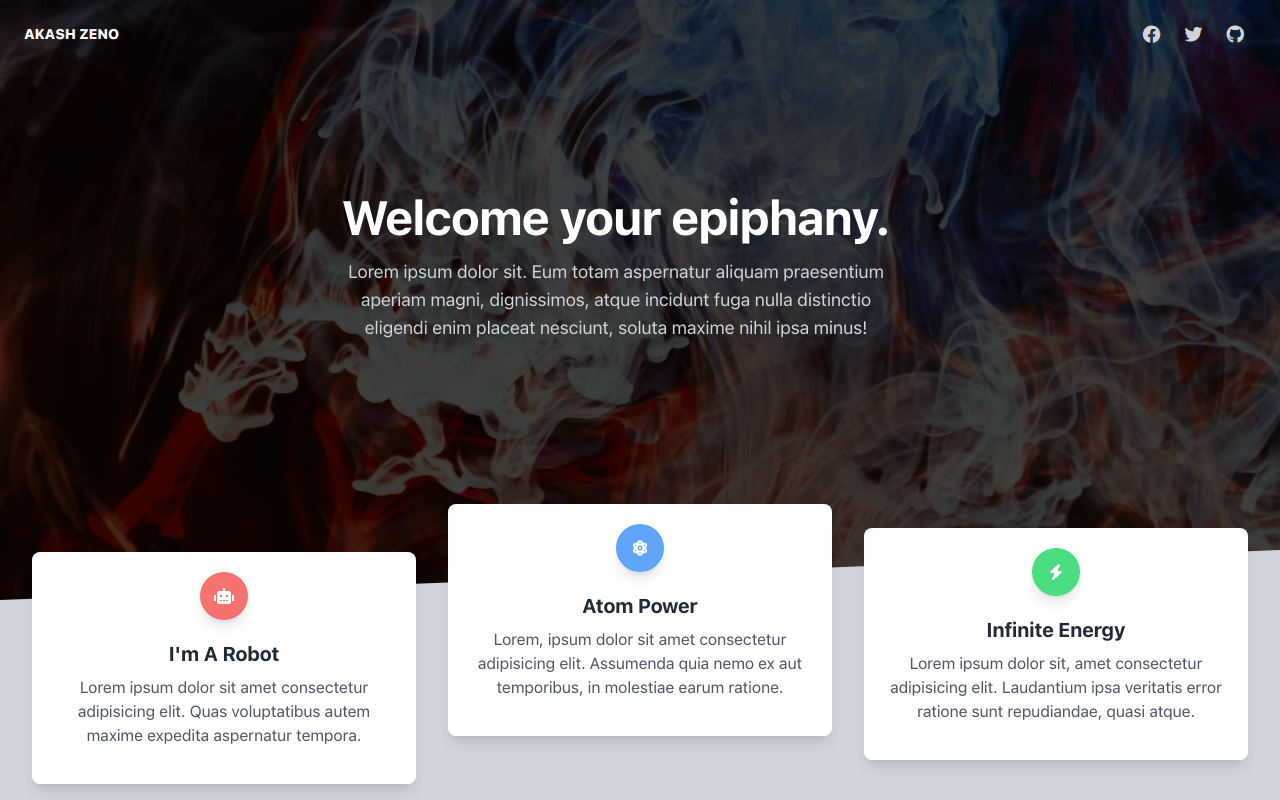 AKASH ZENO
Welcome your epiphany.
Lorem ipsum dolor sit. Eum totam aspernatur aliquam praesentium
aperiam magni, dignissimos, atque incidunt fuga nulla distinctio
eligendi enim placeat nesciunt, soluta maxime nihil ipsa minus!
I'm A Robot
Lorem ipsum dolor sit amet consectetur
adipisicing elit. Quas voluptatibus autem
maxime expedita aspernatur tempora.
Atom Power
Lorem, ipsum dolor sit amet consectetur
adipisicing elit. Assumenda quia nemo ex aut
temporibus, in molestiae earum ratione.
Infinite Energy
Lorem ipsum dolor sit, amet consectetur
adipisicing elit. Laudantium ipsa veritatis error
ratione sunt repudiandae, quasi atque.